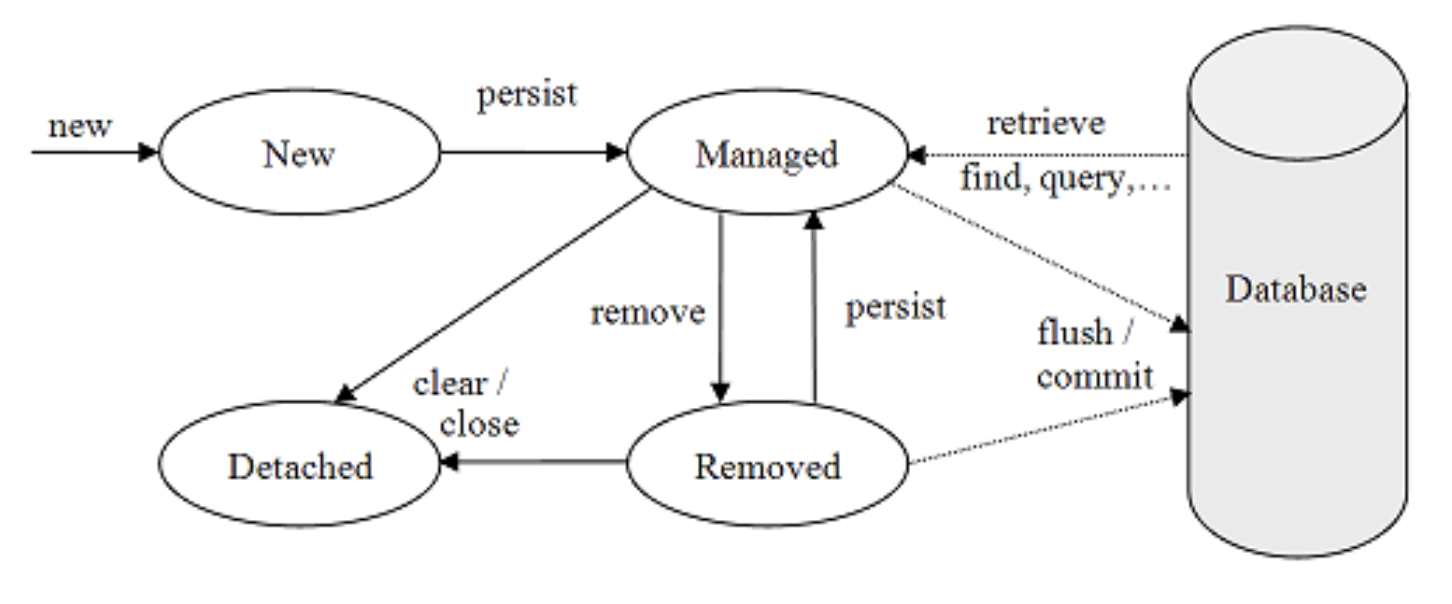 new
New
persist
Managed
retrieve
find, query,…
Database
remove
persist
flush /
commit
clear /
close
Detached
Removed